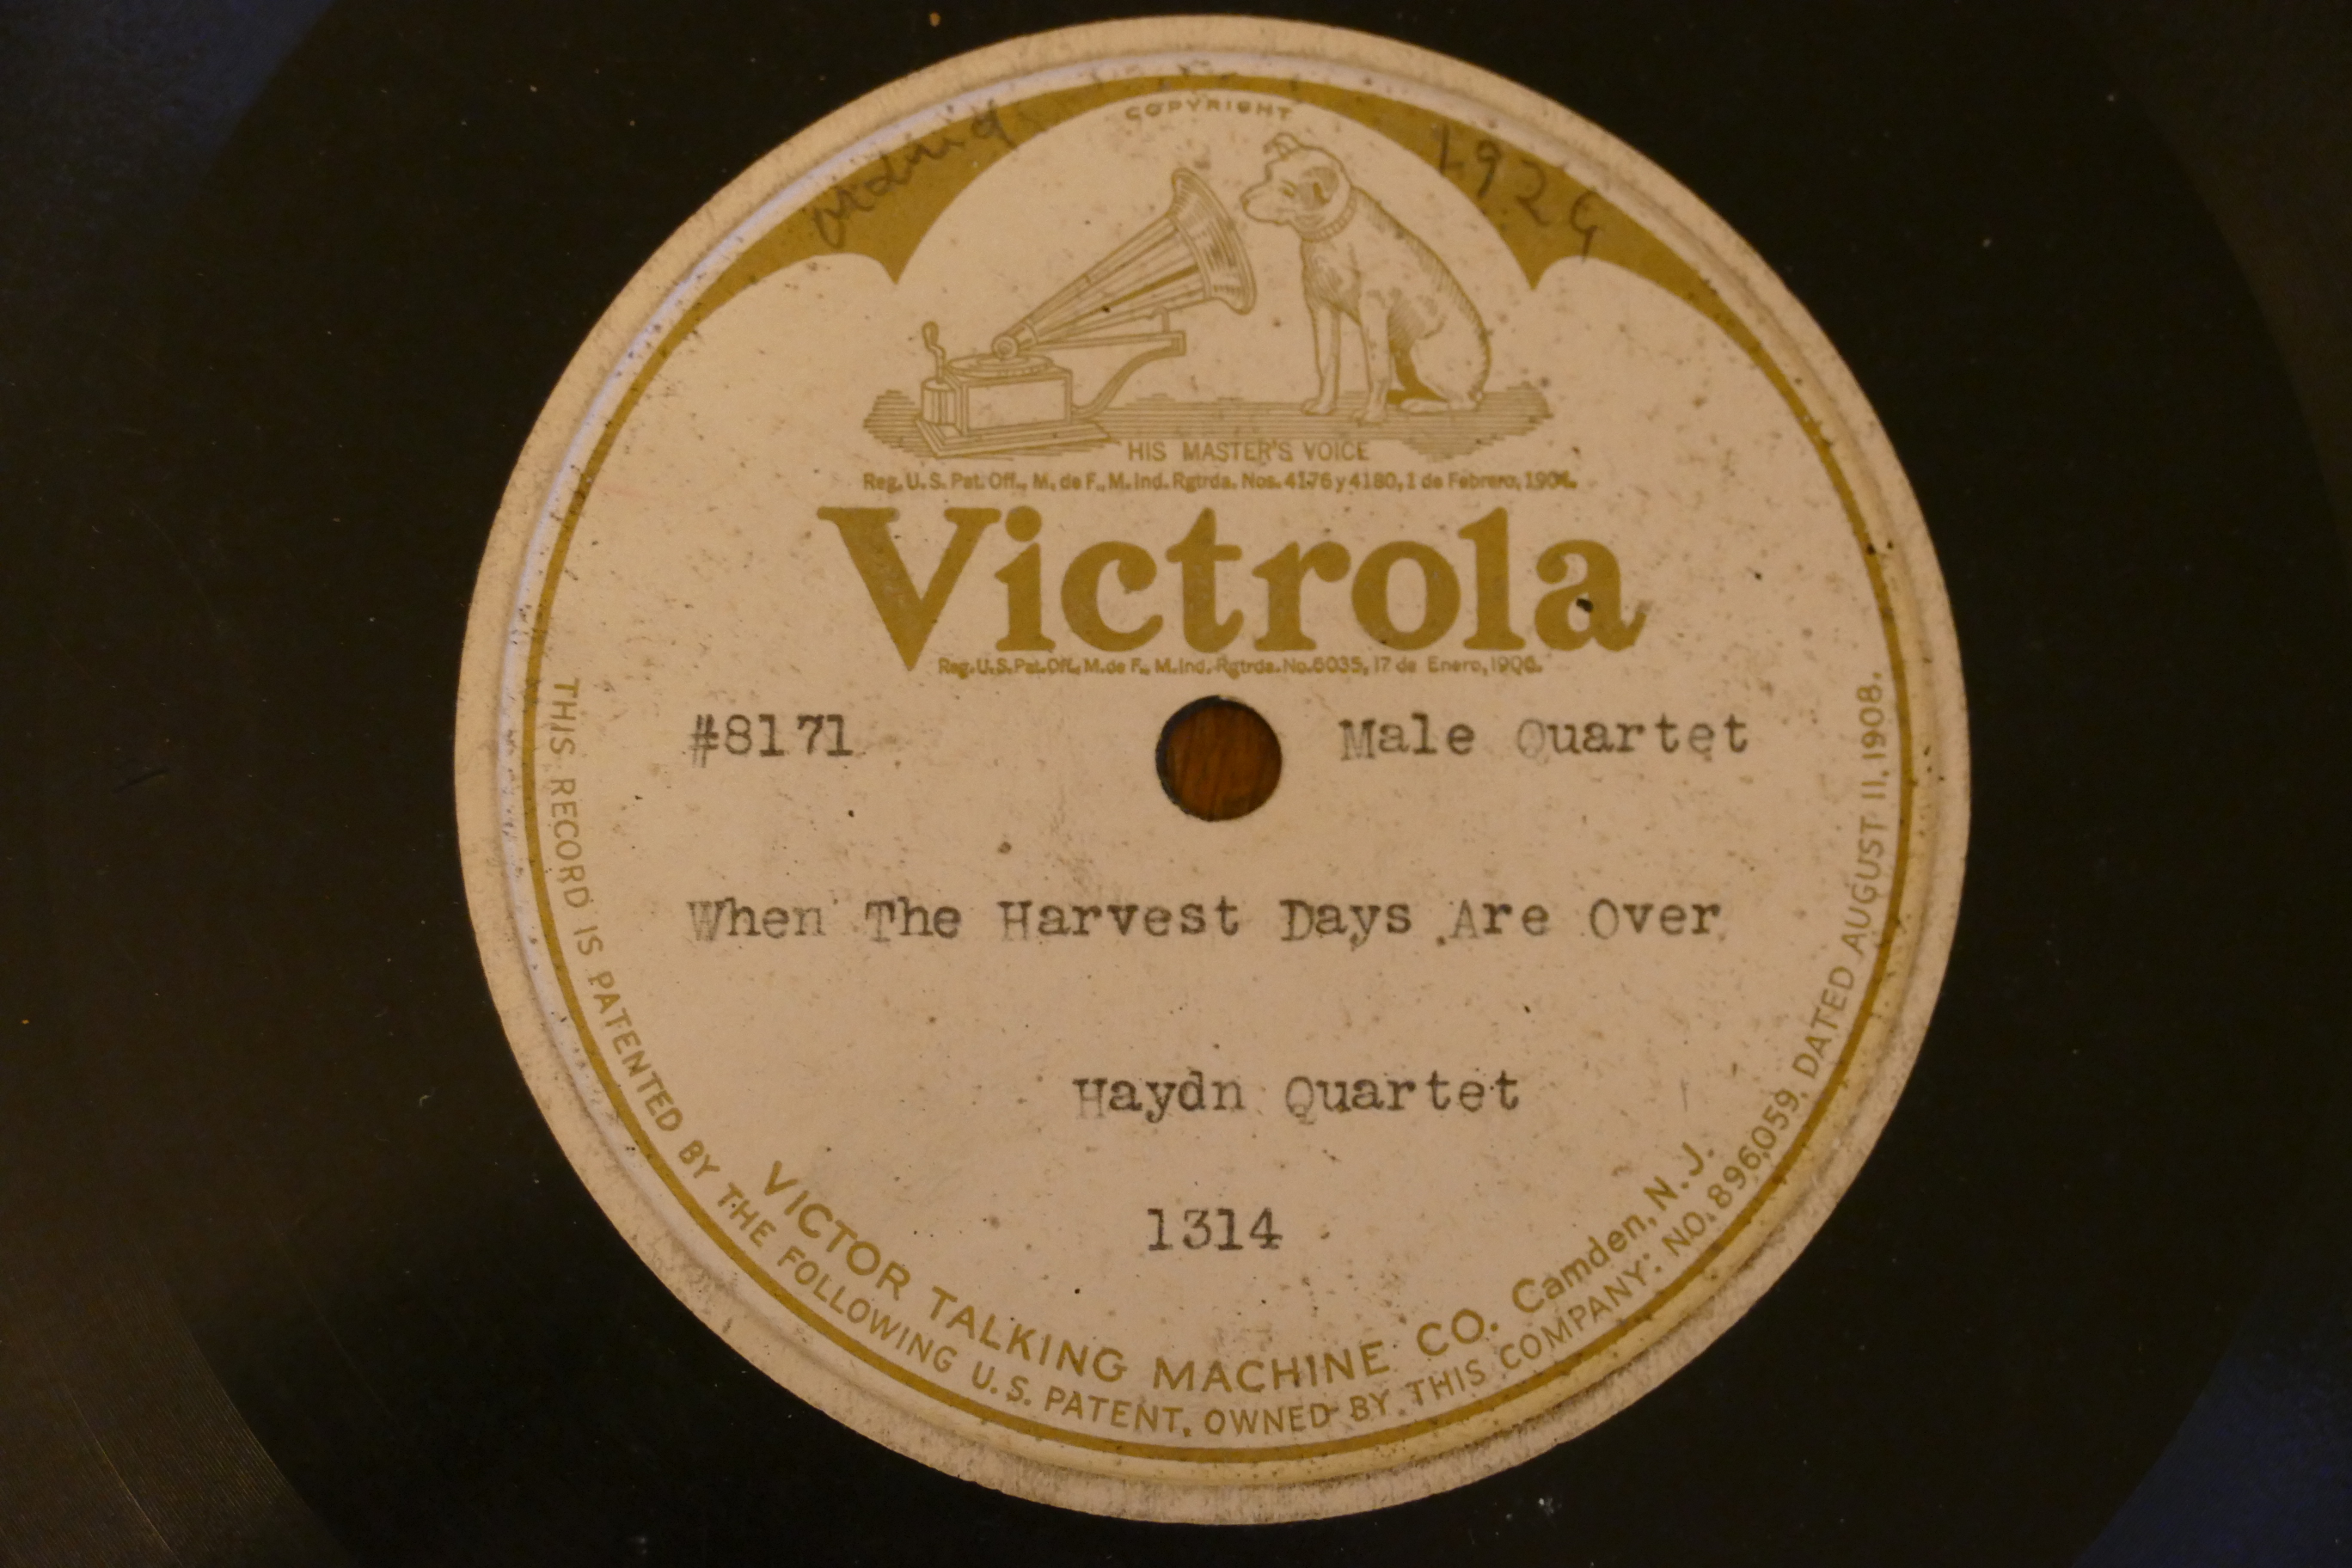 COPYRIGHT
1924
HIS MASTER'S VOICE
Reg. U. S. Pat. Off., M. de F., M. Ind. Rgtrda. Nos. 4176 y 4180, 1 de Febrero, 1904.
Victrola
Reg. U. S. Pat. Off., M. de F., M. Ind. Rgtrda. No. 6035, 17 de Enero, 1906.
#8171 Male Quartet
When The Harvest Days Are Over
Haydn Quartet
1314
VICTOR TALKING MACHINE CO. Camden, N. J.
THIS RECORD IS PATENTED BY THE FOLLOWING U. S. PATENT, OWNED BY THIS COMPANY: NO. 896,059, DATED AUGUST 11, 1908.